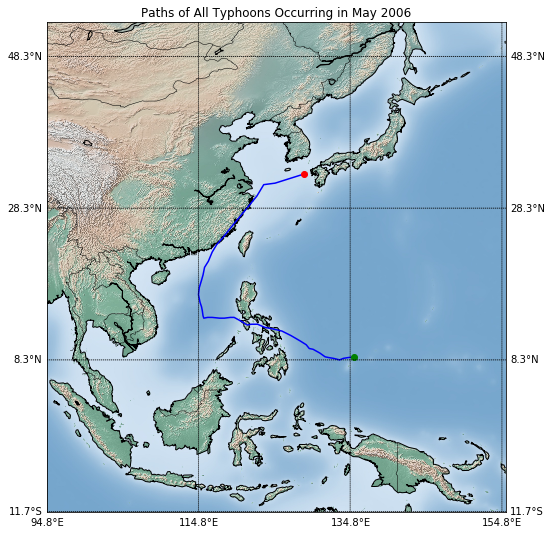 Paths of All Typhoons Occurring in May 2006
48.3°N 48.3°N
28.3°N 28.3°N
8.3°N 8.3°N
11.7°S 11.7°S
94.8°E 114.8°E 134.8°E 154.8°E